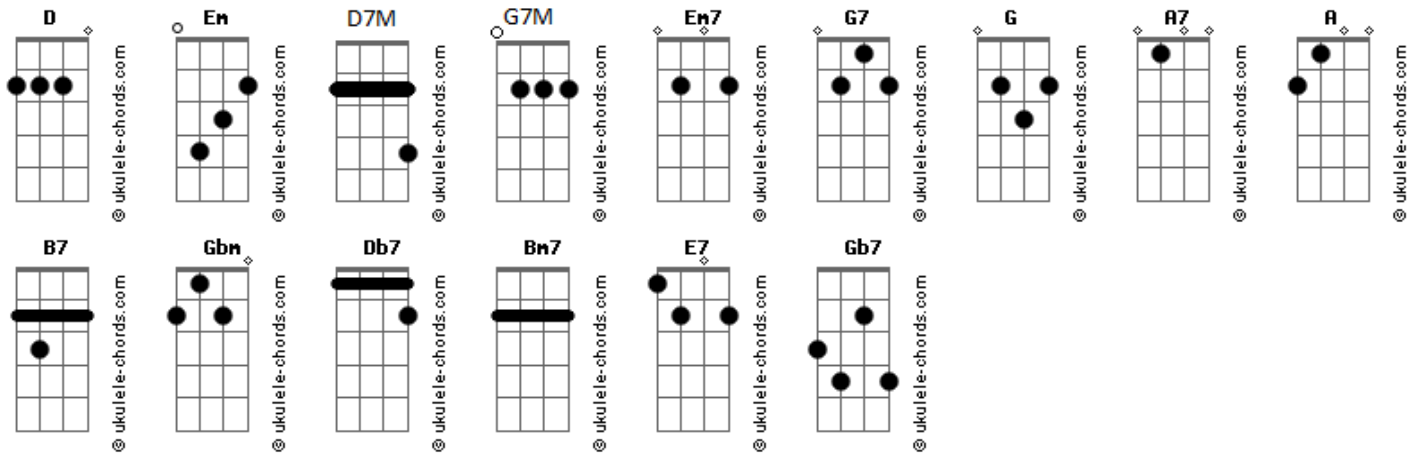 D Em D7M G7M Em7 G7 G A7 A
© ukulele-chords.com © ukulele-chords.com © ukulele-chords.com © ukulele-chords.com © ukulele-chords.com © ukulele-chords.com © ukulele-chords.com © ukulele-chords.com © ukulele-chords.com
B7 Gbm Db7 Bm7 E7 Gb7
© ukulele-chords.com © ukulele-chords.com © ukulele-chords.com © ukulele-chords.com © ukulele-chords.com © ukulele-chords.com